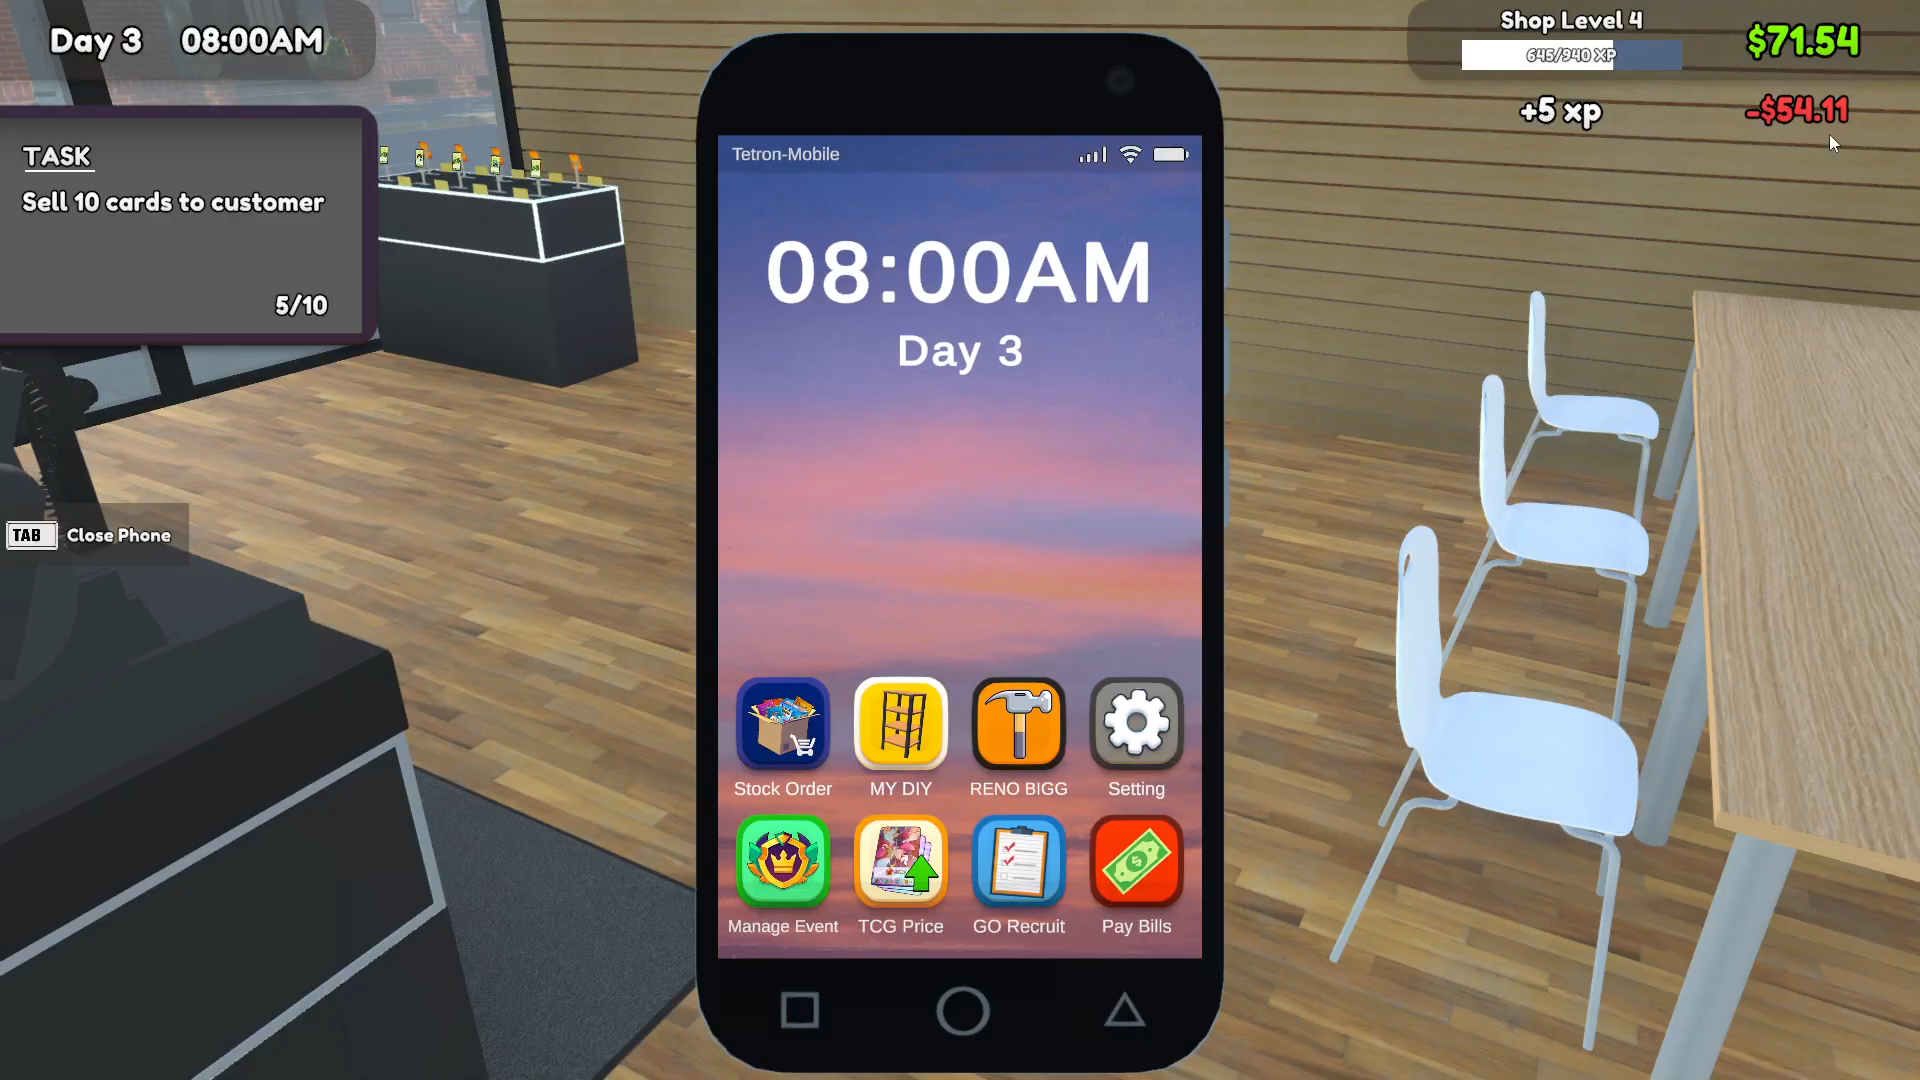 Day 3 08:00AM
Shop Level 4
645/940 XP
$71.54
+5 xp
-$54.11
TASK
Sell 10 cards to customer
5/10
TAB Close Phone
Tetron-Mobile
08:00AM
Day 3
Stock Order MY DIY RENO BIGG Setting
Manage Event TCG Price GO Recruit Pay Bills